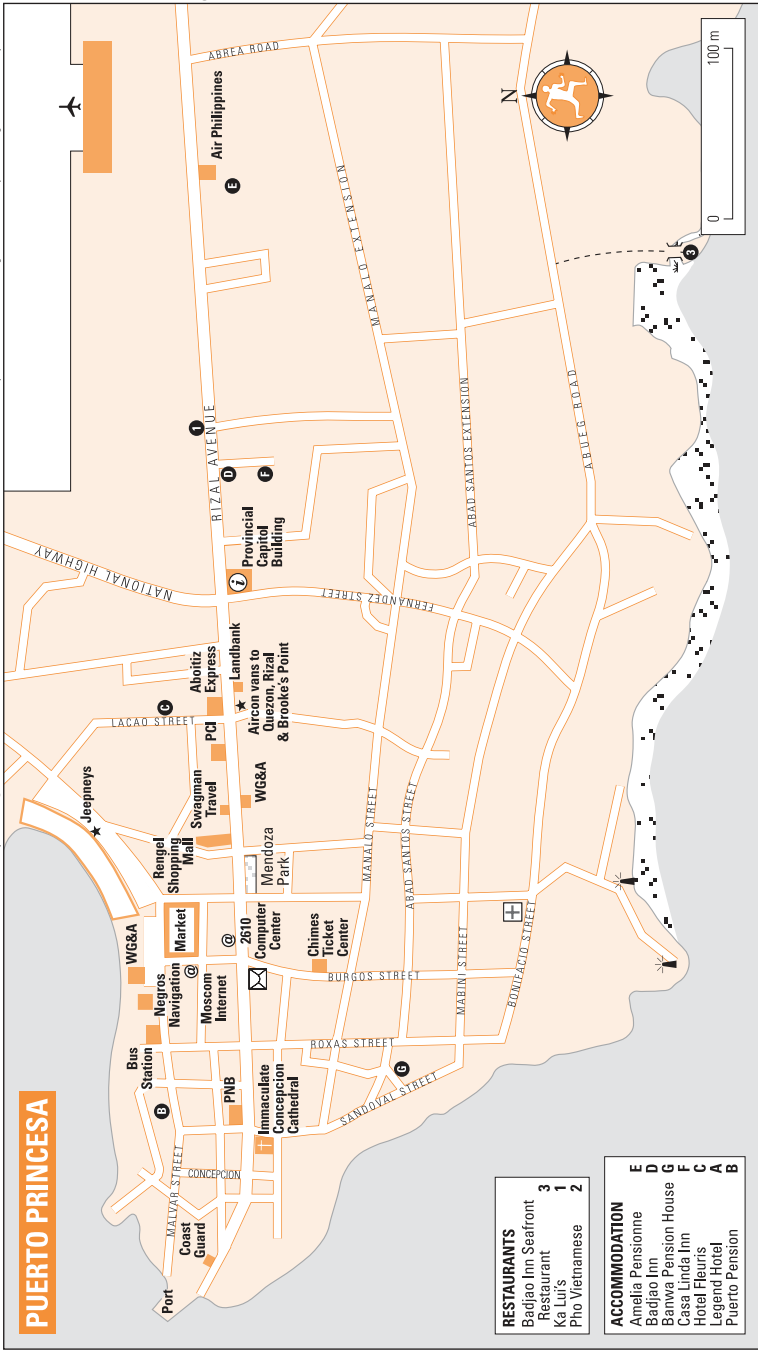 PUERTO PRINCESA
Port
Coast
Guard
MALVAR STREET
CONCEPCION
B
Bus
Station
Negros
Navigation
WG&A
Market
@
Moscom
Internet
@
2610
Computer
Center
PNB
Immaculate
Concepcion
Cathedral
Chimes
Ticket
Center
BURGOS STREET
ROXAS STREET
SANDOVAL STREET
G
MABINI STREET
BONIFACIO STREET
ABAD SANTOS STREET
MANALO STREET
Jeepneys
Rengel
Shopping
Mall
Mendoza
Park
Swagman
Travel
WG&A
PCI
LACAO STREET
C
Aboitiz
Express
Landbank
Aircon vans to
Quezon, Rizal
& Brooke's Point
NATIONAL HIGHWAY
FERNANDEZ STREET
i
Provincial
Capitol
Building
RIZAL AVENUE
D
F
1
MANALO EXTENSION
ABAD SANTOS EXTENSION
ABUEG ROAD
E
Air Philippines
ABREA ROAD
3
N
0
100 m
RESTAURANTS
Badjao Inn Seafront
Restaurant 3
Ka Lui's 1
Pho Vietnamese 2
ACCOMMODATION
Amelia Pensionne E
Badjao Inn D
Banwa Pension House G
Casa Linda Inn F
Hotel Fleuris C
Legend Hotel A
Puerto Pension B